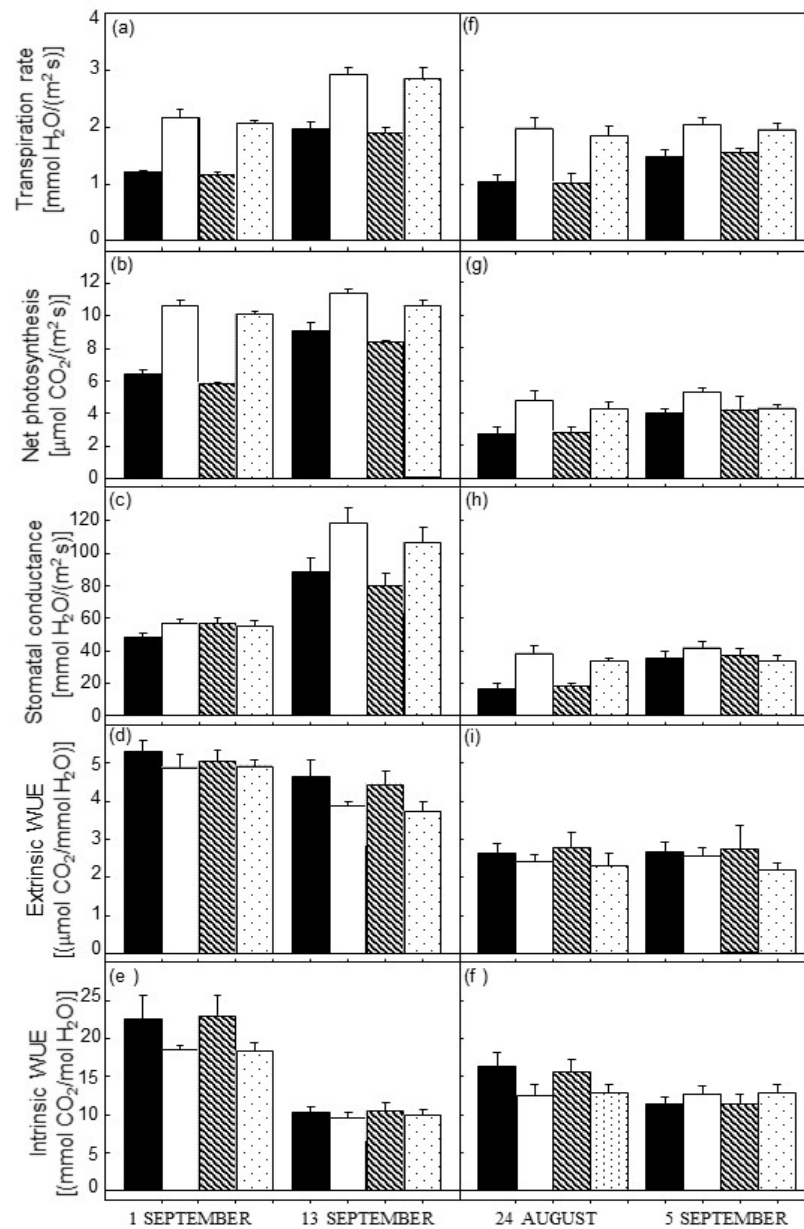 Transpiration rate
[mmol H₂O/(m² s)]
4
3
2
1
0
(a)
(f)
Net photosynthesis
[µmol CO₂/(m² s)]
12
10
8
6
4
2
0
(b)
(g)
Stomatal conductance
[mmol H₂O/(m² s)]
120
100
80
60
40
20
0
(c)
(h)
Extrinsic WUE
[(µmol CO₂/mmol H₂O)]
5
4
3
2
1
0
(d)
(i)
Intrinsic WUE
[(mmol CO₂/mol H₂O)]
25
20
15
10
5
0
(e )
(f )
1 SEPTEMBER 13 SEPTEMBER 24 AUGUST 5 SEPTEMBER